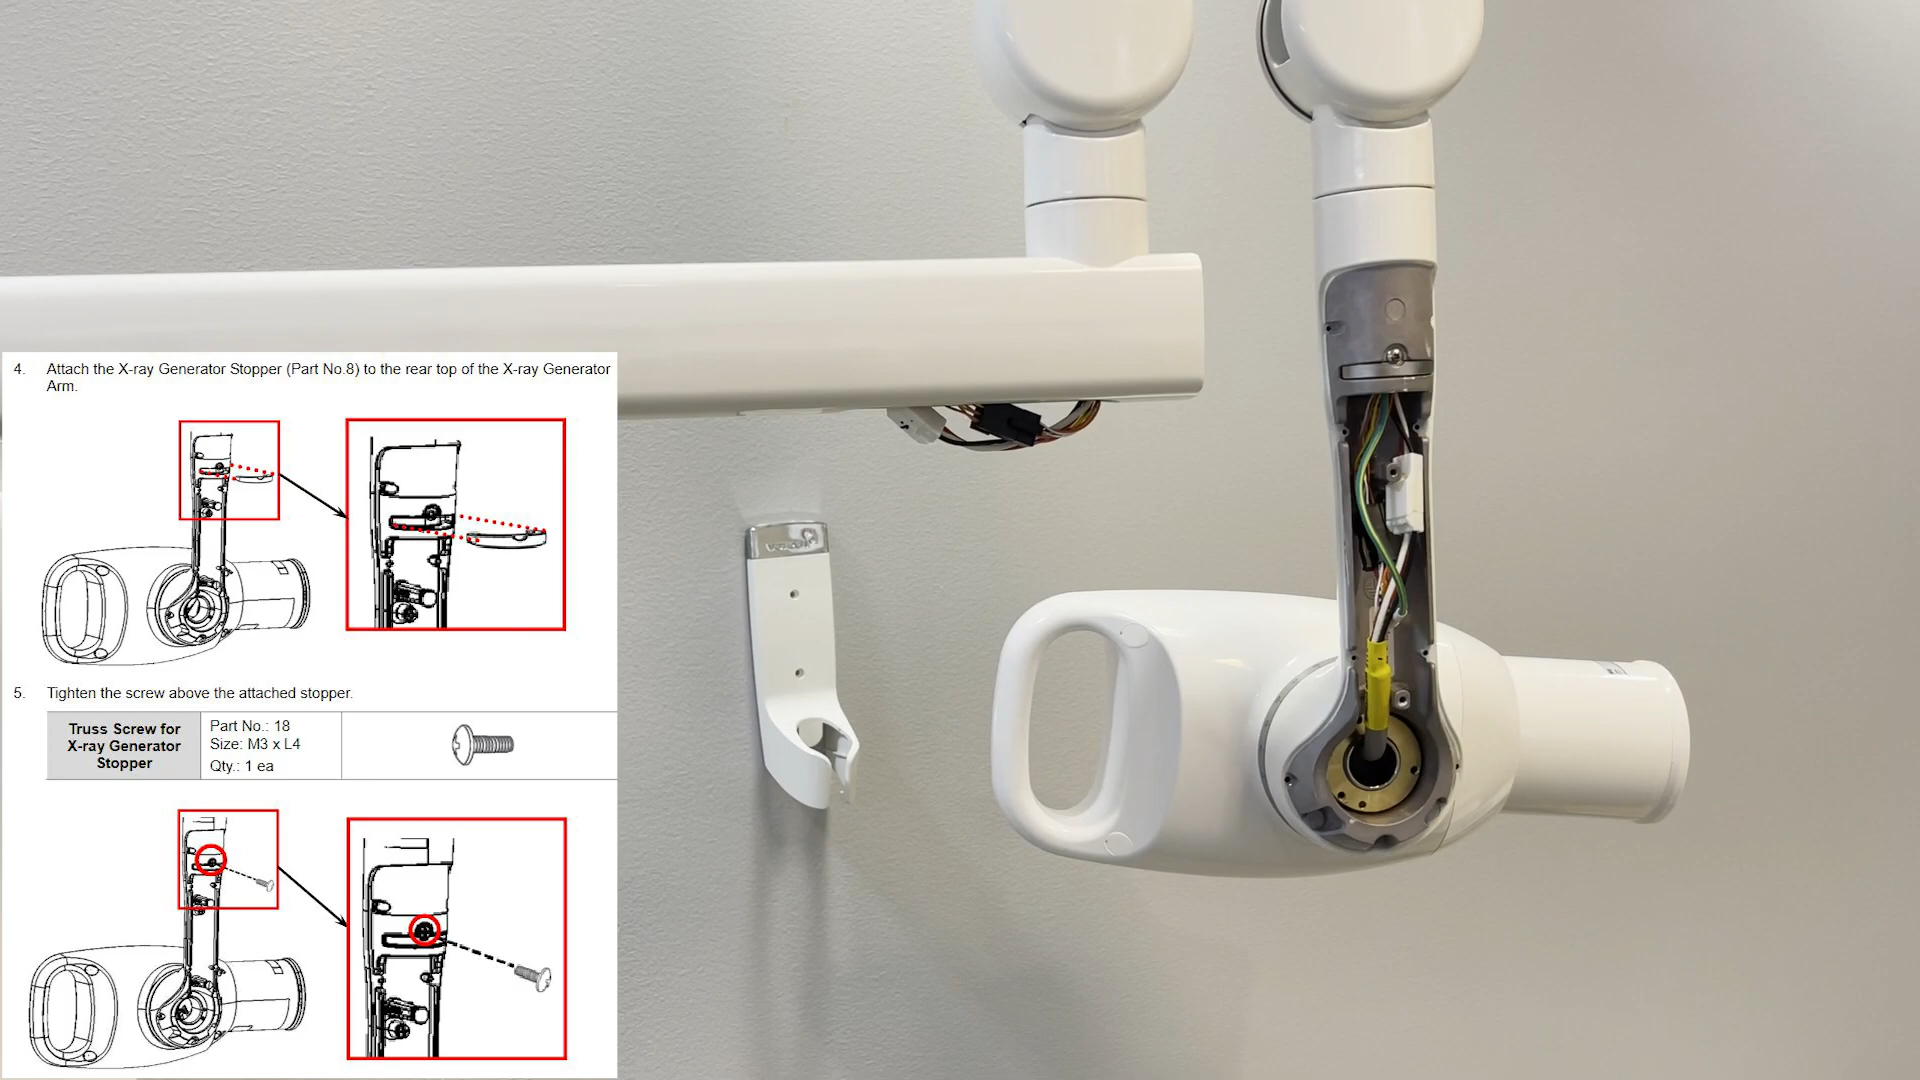 4. Attach the X-ray Generator Stopper (Part No.8) to the rear top of the X-ray Generator
Arm.
5. Tighten the screw above the attached stopper.
Truss Screw for
X-ray Generator
Stopper
Part No.: 18
Size: M3 x L4
Qty.: 1 ea